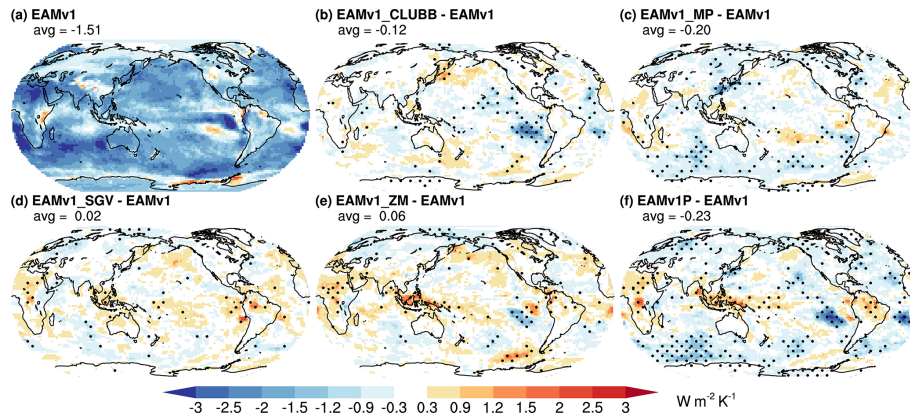 (a) EAMv1
avg = -1.51
(b) EAMv1_CLUBB - EAMv1
avg = -0.12
(c) EAMv1_MP - EAMv1
avg = -0.20
(d) EAMv1_SGV - EAMv1
avg = 0.02
(e) EAMv1_ZM - EAMv1
avg = 0.06
(f) EAMv1P - EAMv1
avg = -0.23
-3 -2.5 -2 -1.5 -1.2 -0.9 -0.3 0.3 0.9 1.2 1.5 2 2.5 3 W m⁻² K⁻¹